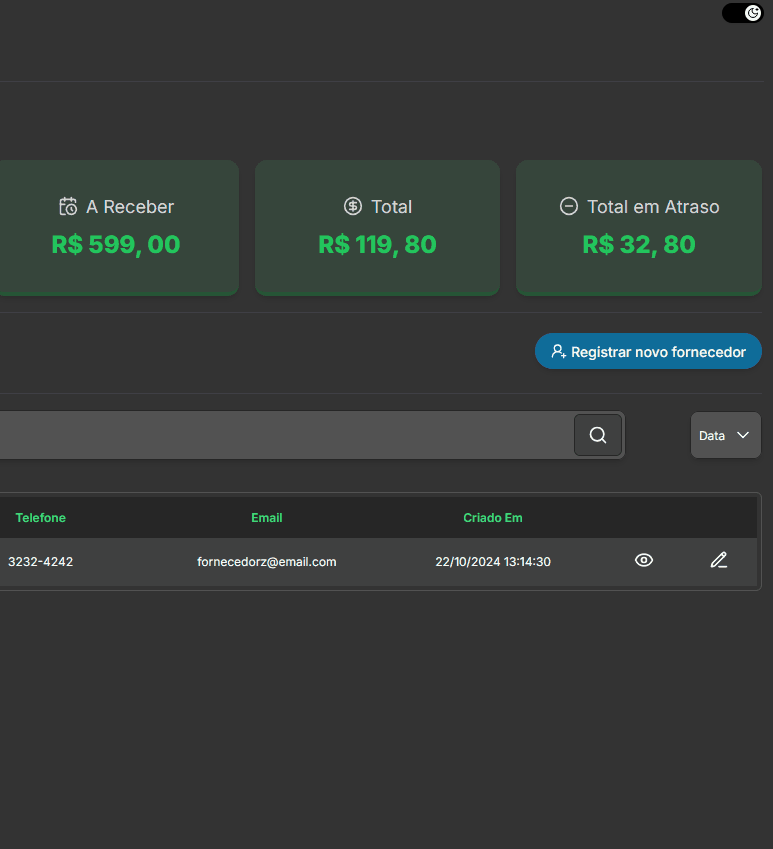 A Receber
R$ 599, 00
Total
R$ 119, 80
Total em Atraso
R$ 32, 80
Registrar novo fornecedor
Data
Telefone Email Criado Em
3232-4242 fornecedorz@email.com 22/10/2024 13:14:30